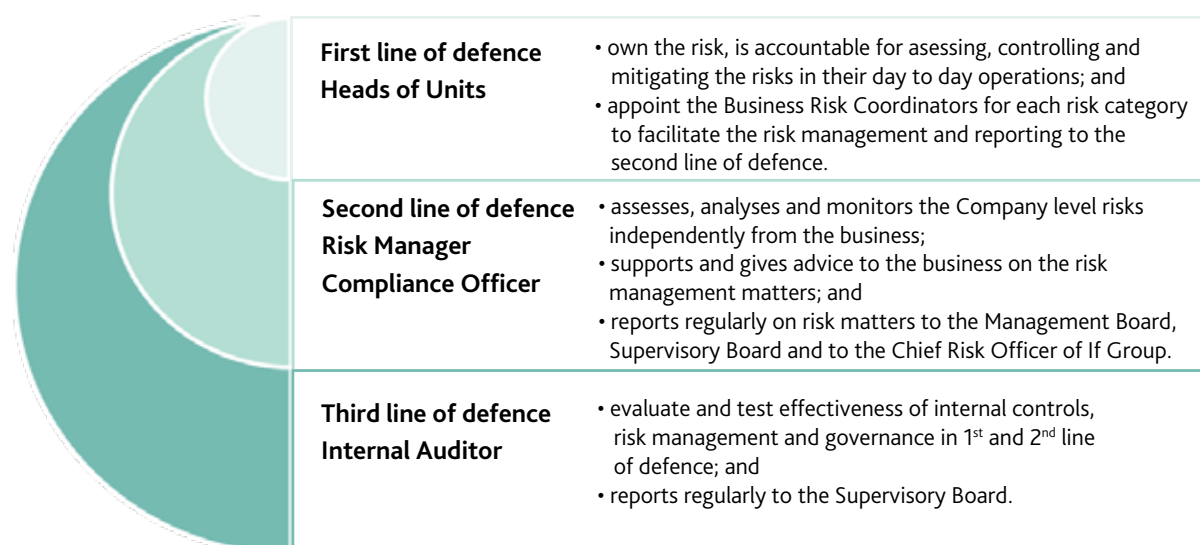 First line of defence
Heads of Units
• own the risk, is accountable for asessing, controlling and
mitigating the risks in their day to day operations; and
• appoint the Business Risk Coordinators for each risk category
to facilitate the risk management and reporting to the
second line of defence.
Second line of defence
Risk Manager
Compliance Officer
• assesses, analyses and monitors the Company level risks
independently from the business;
• supports and gives advice to the business on the risk
management matters; and
• reports regularly on risk matters to the Management Board,
Supervisory Board and to the Chief Risk Officer of If Group.
Third line of defence
Internal Auditor
• evaluate and test effectiveness of internal controls,
risk management and governance in 1st and 2nd line
of defence; and
• reports regularly to the Supervisory Board.